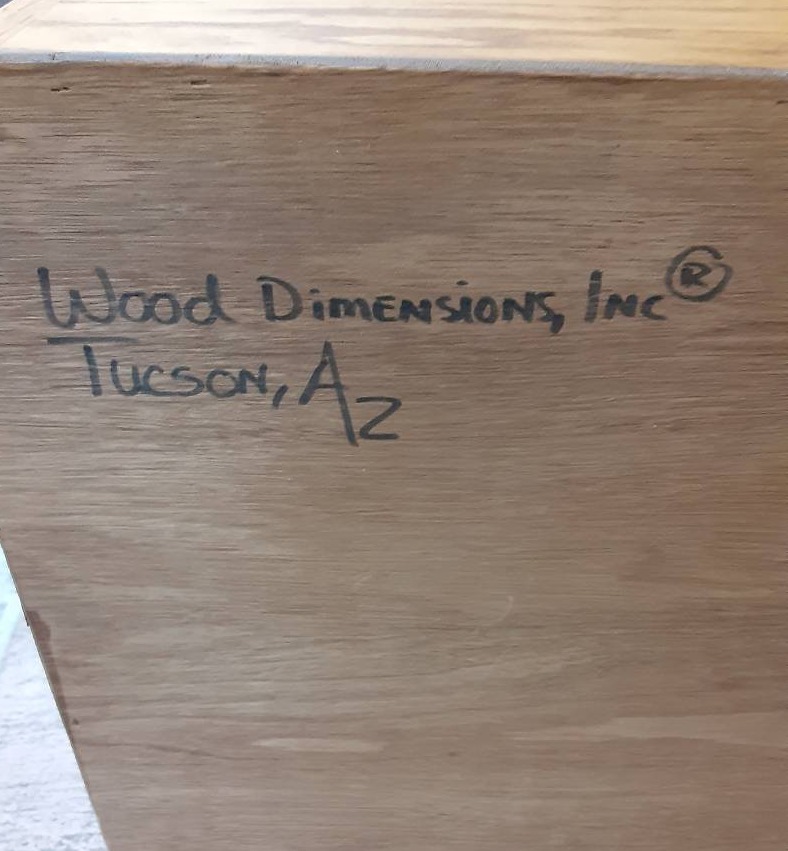 Wood Dimensions, Inc ®
Tucson, Az